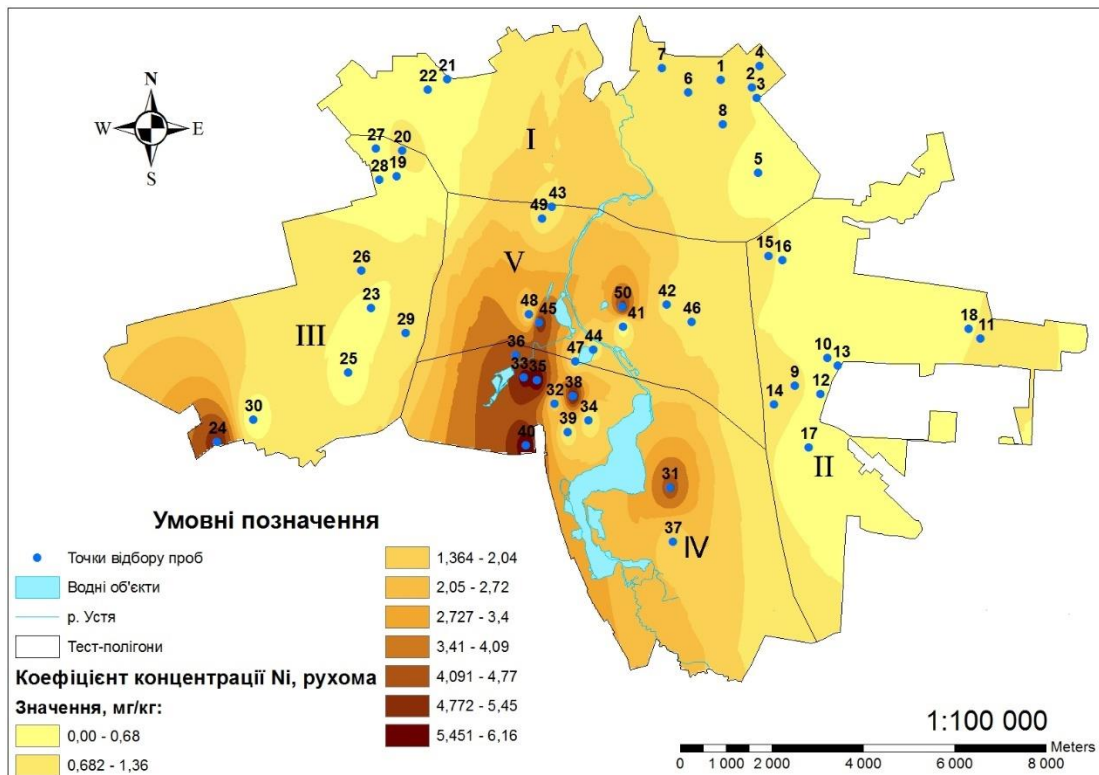 N
W E
S
21
22
27
20
28
19
I
7
1
4
2
3
6
8
5
43
49
V
15
16
26
23
III
29
25
48
45
50
41
42
46
36
44
47
33
35
38
32
34
39
40
30
24
18
11
10
13
9
12
14
17
II
31
37
IV
Умовні позначення
Точки відбору проб
Водні об'єкти
р. Устя
Тест-полігони
Коефіцієнт концентрації Ni, рухома
Значення, мг/кг:
0,00 - 0,68
0,682 - 1,36
1,364 - 2,04
2,05 - 2,72
2,727 - 3,4
3,41 - 4,09
4,091 - 4,77
4,772 - 5,45
5,451 - 6,16
1:100 000
Meters
0 1 000 2 000 4 000 6 000 8 000